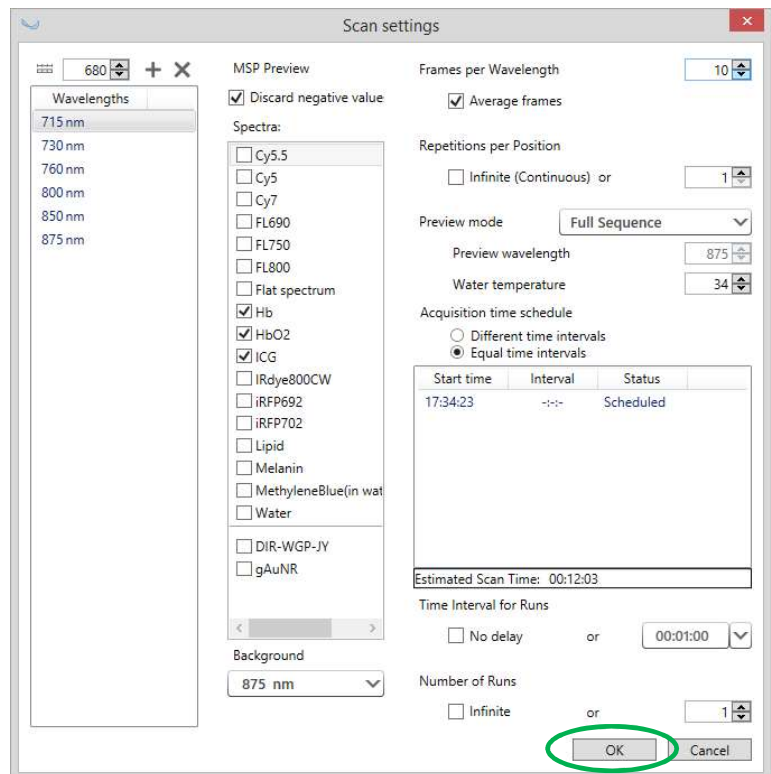 Scan settings
680
Wavelengths
715 nm
730 nm
760 nm
800 nm
850 nm
875 nm
MSP Preview
Discard negative value
Spectra:
Cy5.5
Cy5
Cy7
FL690
FL750
FL800
Flat spectrum
Hb
HbO2
ICG
IRdye800CW
iRFP692
iRFP702
Lipid
Melanin
MethyleneBlue(in wat
Water
DIR-WGP-JY
gAuNR
Background
875 nm
Frames per Wavelength 10
Average frames
Repetitions per Position
Infinite (Continuous) or 1
Preview mode Full Sequence
Preview wavelength 875
Water temperature 34
Acquisition time schedule
Different time intervals
Equal time intervals
Start time Interval Status
17:34:23 -:-:- Scheduled
Estimated Scan Time: 00:12:03
Time Interval for Runs
No delay or 00:01:00
Number of Runs
Infinite or 1
OK Cancel